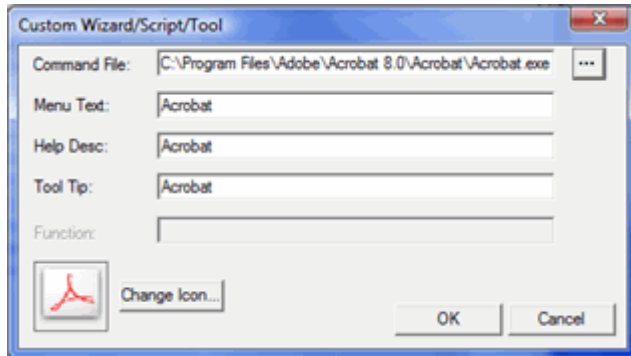 Custom Wizard/Script/Tool
Command File: C:\Program Files\Adobe\Acrobat 8.0\Acrobat\Acrobat.exe ...
Menu Text: Acrobat
Help Desc: Acrobat
Tool Tip: Acrobat
Function:
Change Icon...
OK Cancel